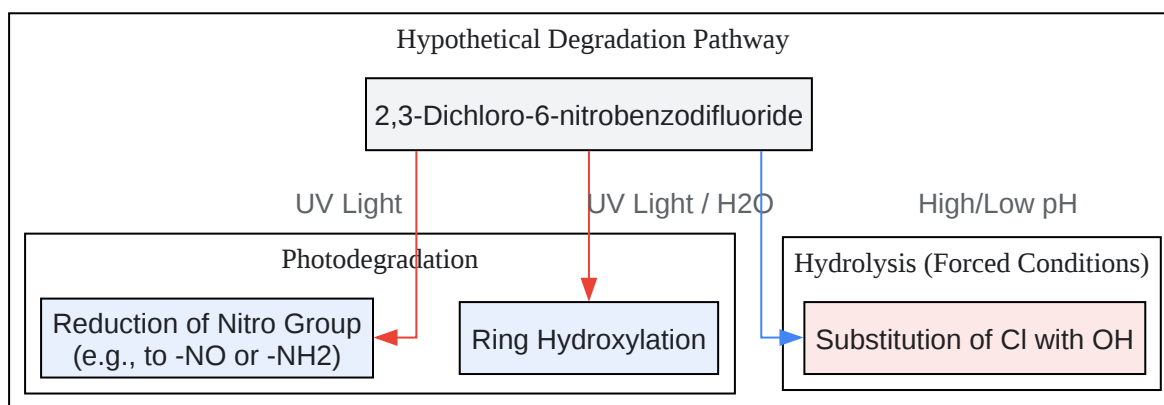 Hypothetical Degradation Pathway
2,3-Dichloro-6-nitrobenzodifluoride
UV Light
UV Light / H2O
High/Low pH
Photodegradation
Hydrolysis (Forced Conditions)
Reduction of Nitro Group
(e.g., to -NO or -NH2)
Ring Hydroxylation
Substitution of Cl with OH